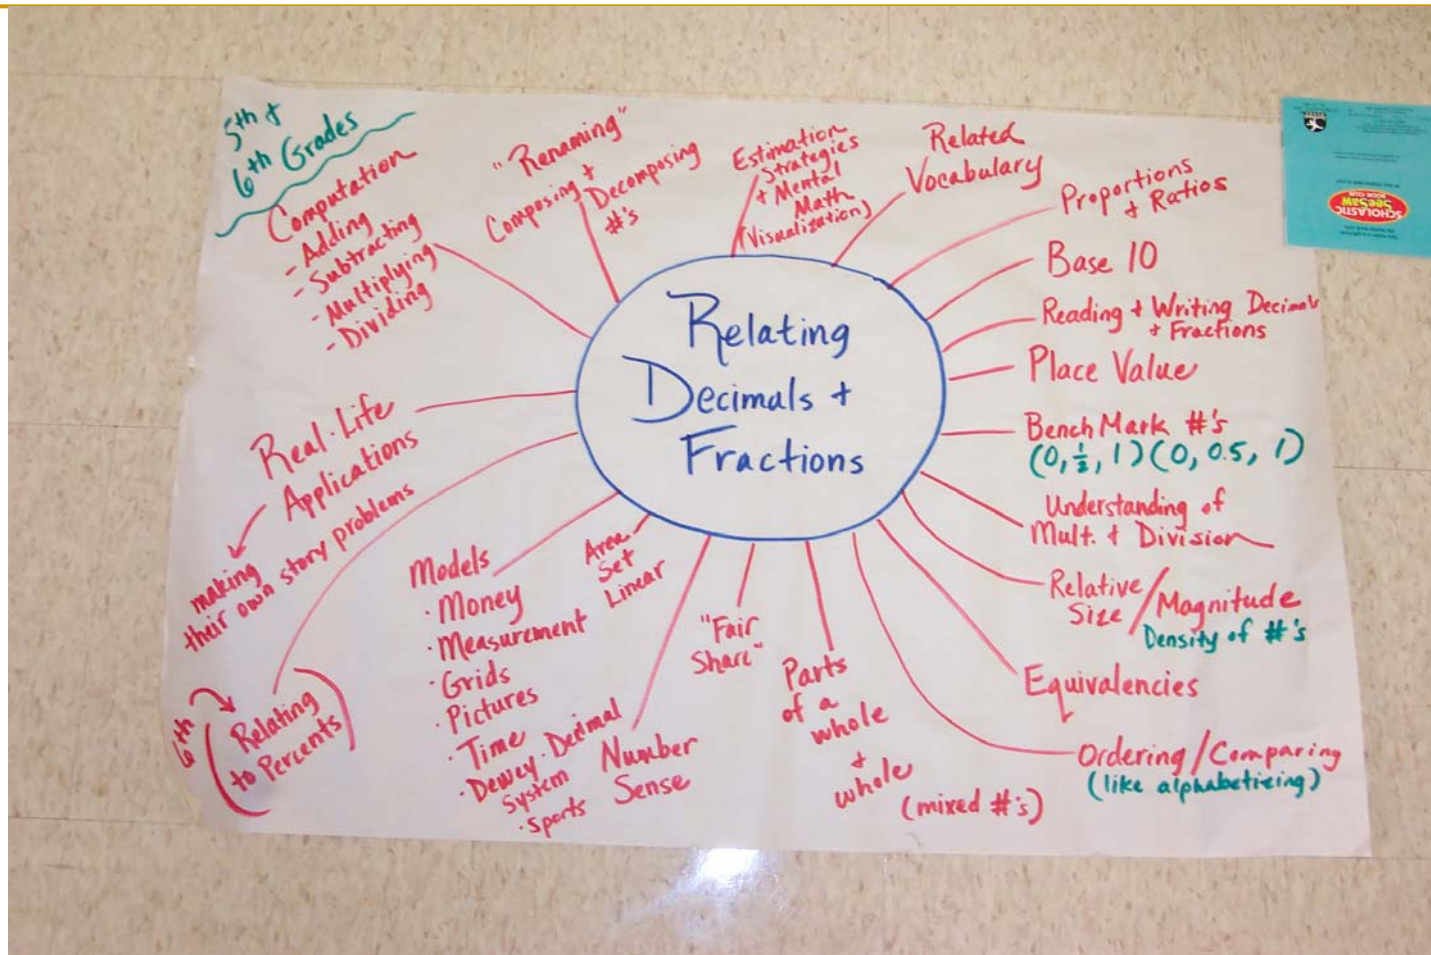 5th +
6th Grades
Computation
- Adding
- Subtracting
- Multiplying
- Dividing
"Renaming"
Composing +
Decomposing
#'s
Estimation
Strategies
+ Mental
Math
(Visualization)
Related
Vocabulary
Proportions
+ Ratios
Base 10
Reading + Writing Decimals
+ Fractions
Place Value
Bench Mark #'s
(0, 1/2, 1) (0, 0.5, 1)
Understanding of
Mult. + Division
Relative
Size / Magnitude
Density of #'s
Equivalencies
Ordering / Comparing
(like alphabetizing)
Parts
of a
whole
+
whole
(mixed #'s)
"Fair
Share"
Number
Sense
Area
Set
Linear
Models
· Money
· Measurement
· Grids
· Pictures
· Time
· Dewey Decimal
System
· Sports
6th
(Relating
to Percents)
Real-Life
Applications
making
their own story problems
Relating
Decimals +
Fractions
SCHOLASTIC
SeeSaw
BOOK CLUB